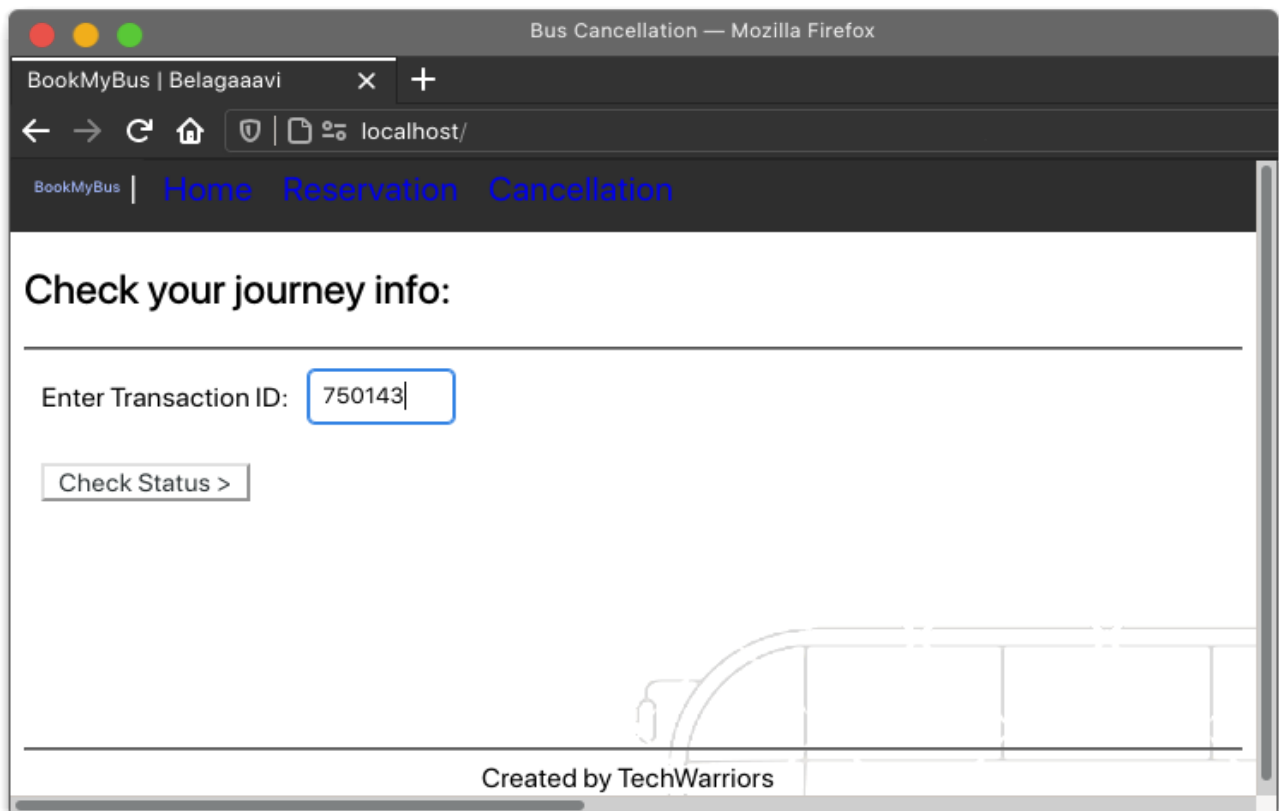 Bus Cancellation — Mozilla Firefox
BookMyBus | Belagaaavi
localhost/
BookMyBus | Home Reservation Cancellation
Check your journey info:
Enter Transaction ID: 750143
Check Status >
Created by TechWarriors